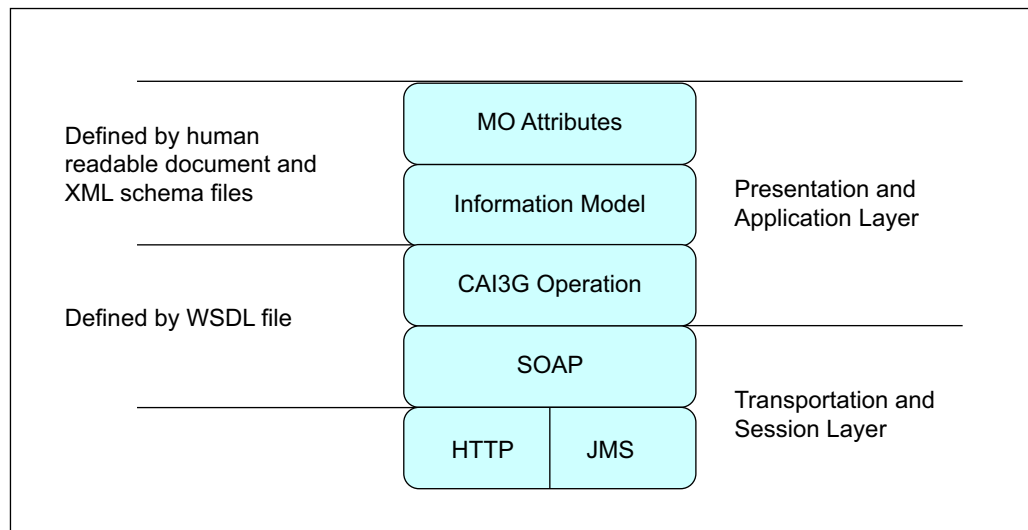 MO Attributes
Defined by human
readable document and
XML schema files
Information Model
Presentation and
Application Layer
CAI3G Operation
Defined by WSDL file
SOAP
Transportation and
Session Layer
HTTP
JMS